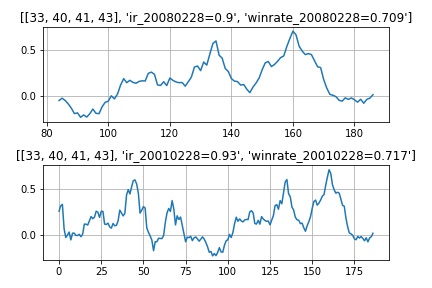 [[33, 40, 41, 43], 'ir_20080228=0.9', 'winrate_20080228=0.709']
0.5
0.0
80 100 120 140 160 180
[[33, 40, 41, 43], 'ir_20010228=0.93', 'winrate_20010228=0.717']
0.5
0.0
0 25 50 75 100 125 150 175